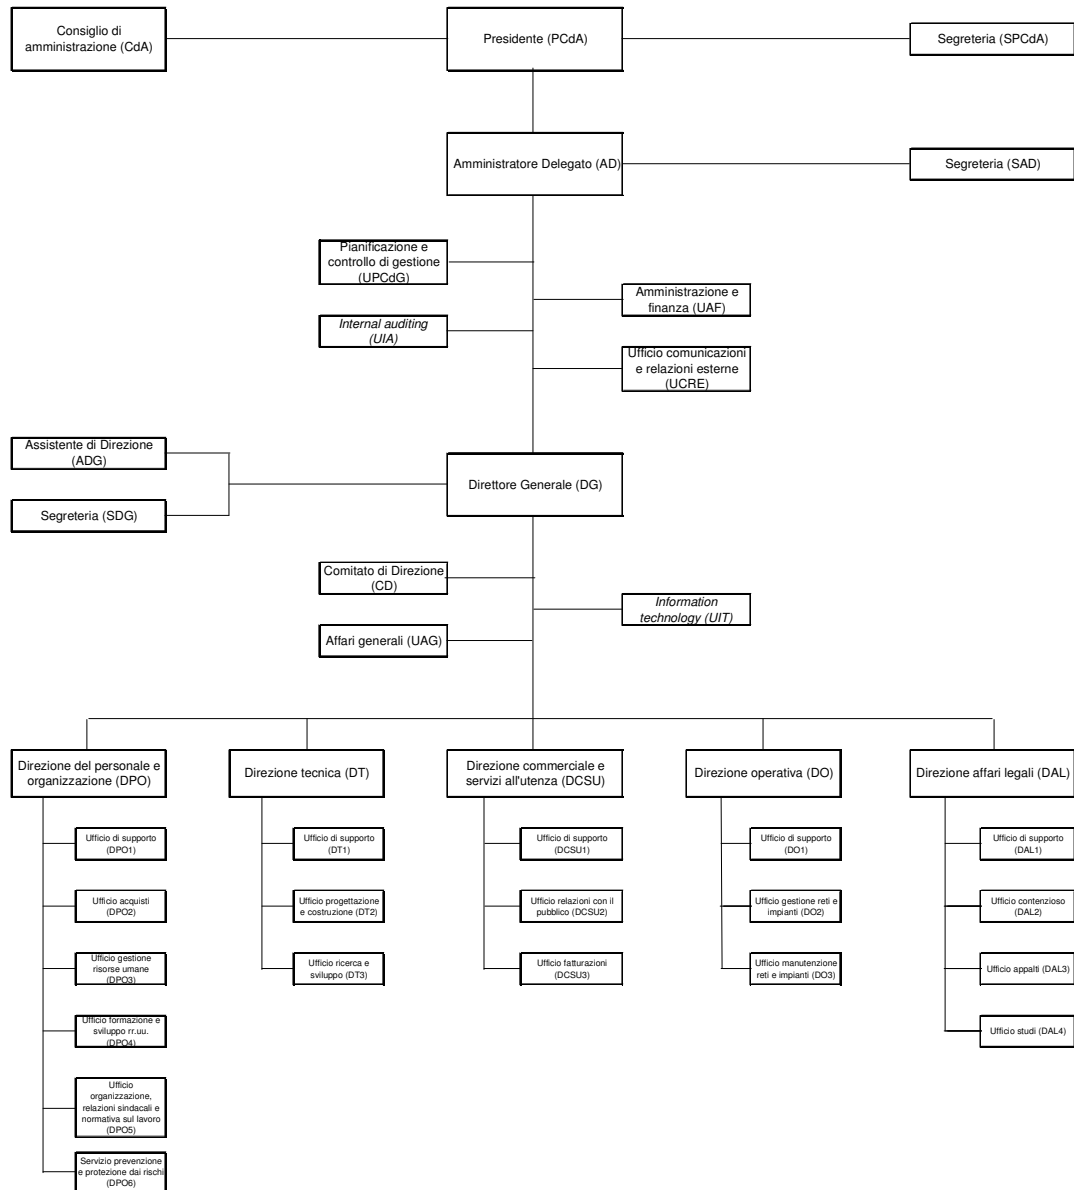 Consiglio di
amministrazione (CdA)
Presidente (PCdA)
Segreteria (SPCdA)
Amministratore Delegato (AD)
Segreteria (SAD)
Pianificazione e
controllo di gestione
(UPCdG)
Amministrazione e
finanza (UAF)
Internal auditing
(UIA)
Ufficio comunicazioni
e relazioni esterne
(UCRE)
Assistente di Direzione
(ADG)
Direttore Generale (DG)
Segreteria (SDG)
Comitato di Direzione
(CD)
Information
technology (UIT)
Affari generali (UAG)
Direzione del personale e
organizzazione (DPO)
Direzione tecnica (DT)
Direzione commerciale e
servizi all'utenza (DCSU)
Direzione operativa (DO)
Direzione affari legali (DAL)
Ufficio di supporto
(DPO1)
Ufficio di supporto
(DT1)
Ufficio di supporto
(DCSU1)
Ufficio di supporto
(DO1)
Ufficio di supporto
(DAL1)
Ufficio acquisti
(DPO2)
Ufficio progettazione
e costruzione (DT2)
Ufficio relazioni con il
pubblico (DCSU2)
Ufficio gestione reti e
impianti (DO2)
Ufficio contenzioso
(DAL2)
Ufficio gestione
risorse umane
(DPO3)
Ufficio ricerca e
sviluppo (DT3)
Ufficio fatturazioni
(DCSU3)
Ufficio manutenzione
reti e impianti (DO3)
Ufficio appalti (DAL3)
Ufficio formazione e
sviluppo rr.uu.
(DPO4)
Ufficio studi (DAL4)
Ufficio
organizzazione,
relazioni sindacali e
normativa sul lavoro
(DPO5)
Servizio prevenzione
e protezione dai rischi
(DPO6)